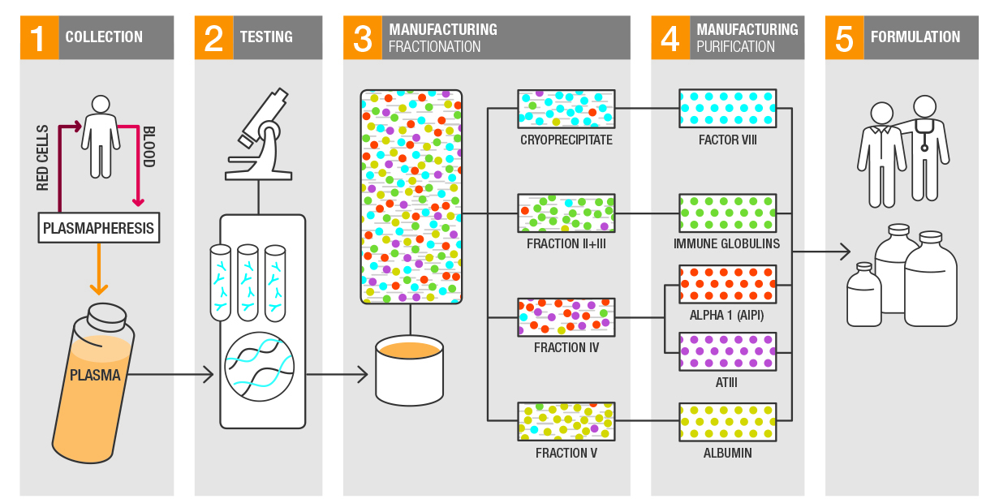 1 COLLECTION
RED CELLS
BLOOD
PLASMAPHERESIS
PLASMA
2 TESTING
3 MANUFACTURING
FRACTIONATION
CRYOPRECIPITATE
FRACTION II+III
FRACTION IV
FRACTION V
4 MANUFACTURING
PURIFICATION
FACTOR VIII
IMMUNE GLOBULINS
ALPHA 1 (AIPI)
ATIII
ALBUMIN
5 FORMULATION